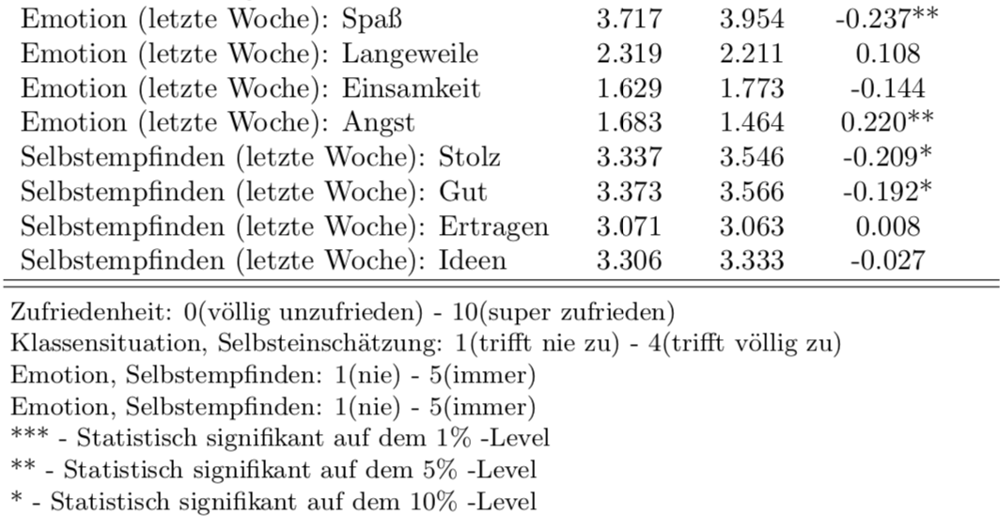 Emotion (letzte Woche): Spaß 3.717 3.954 -0.237**
Emotion (letzte Woche): Langeweile 2.319 2.211 0.108
Emotion (letzte Woche): Einsamkeit 1.629 1.773 -0.144
Emotion (letzte Woche): Angst 1.683 1.464 0.220**
Selbstempfinden (letzte Woche): Stolz 3.337 3.546 -0.209*
Selbstempfinden (letzte Woche): Gut 3.373 3.566 -0.192*
Selbstempfinden (letzte Woche): Ertragen 3.071 3.063 0.008
Selbstempfinden (letzte Woche): Ideen 3.306 3.333 -0.027
Zufriedenheit: 0(völlig unzufrieden) - 10(super zufrieden)
Klassensituation, Selbsteinschätzung: 1(trifft nie zu) - 4(trifft völlig zu)
Emotion, Selbstempfinden: 1(nie) - 5(immer)
Emotion, Selbstempfinden: 1(nie) - 5(immer)
*** - Statistisch signifikant auf dem 1% -Level
** - Statistisch signifikant auf dem 5% -Level
* - Statistisch signifikant auf dem 10% -Level